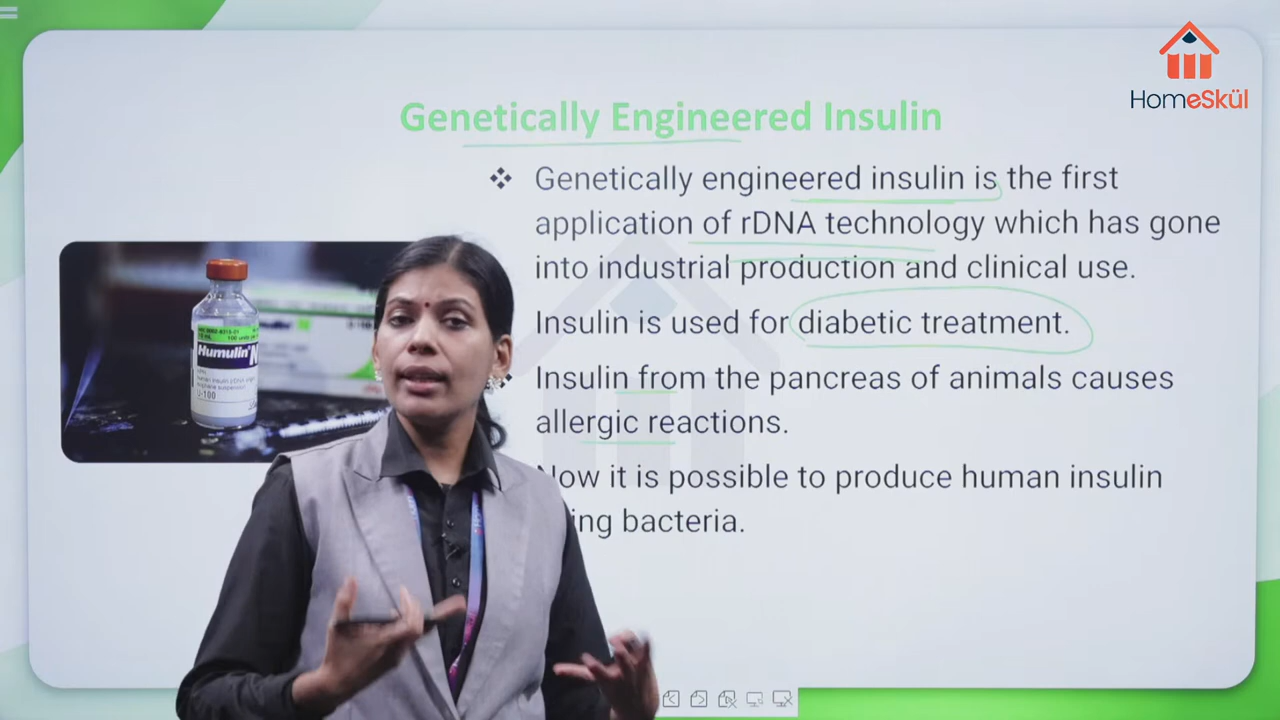 HomeSkül
Genetically Engineered Insulin
Genetically engineered insulin is the first
application of rDNA technology which has gone
into industrial production and clinical use.
Insulin is used for diabetic treatment.
Insulin from the pancreas of animals causes
allergic reactions.
Now it is possible to produce human insulin
ing bacteria.
Humulin N
U-100